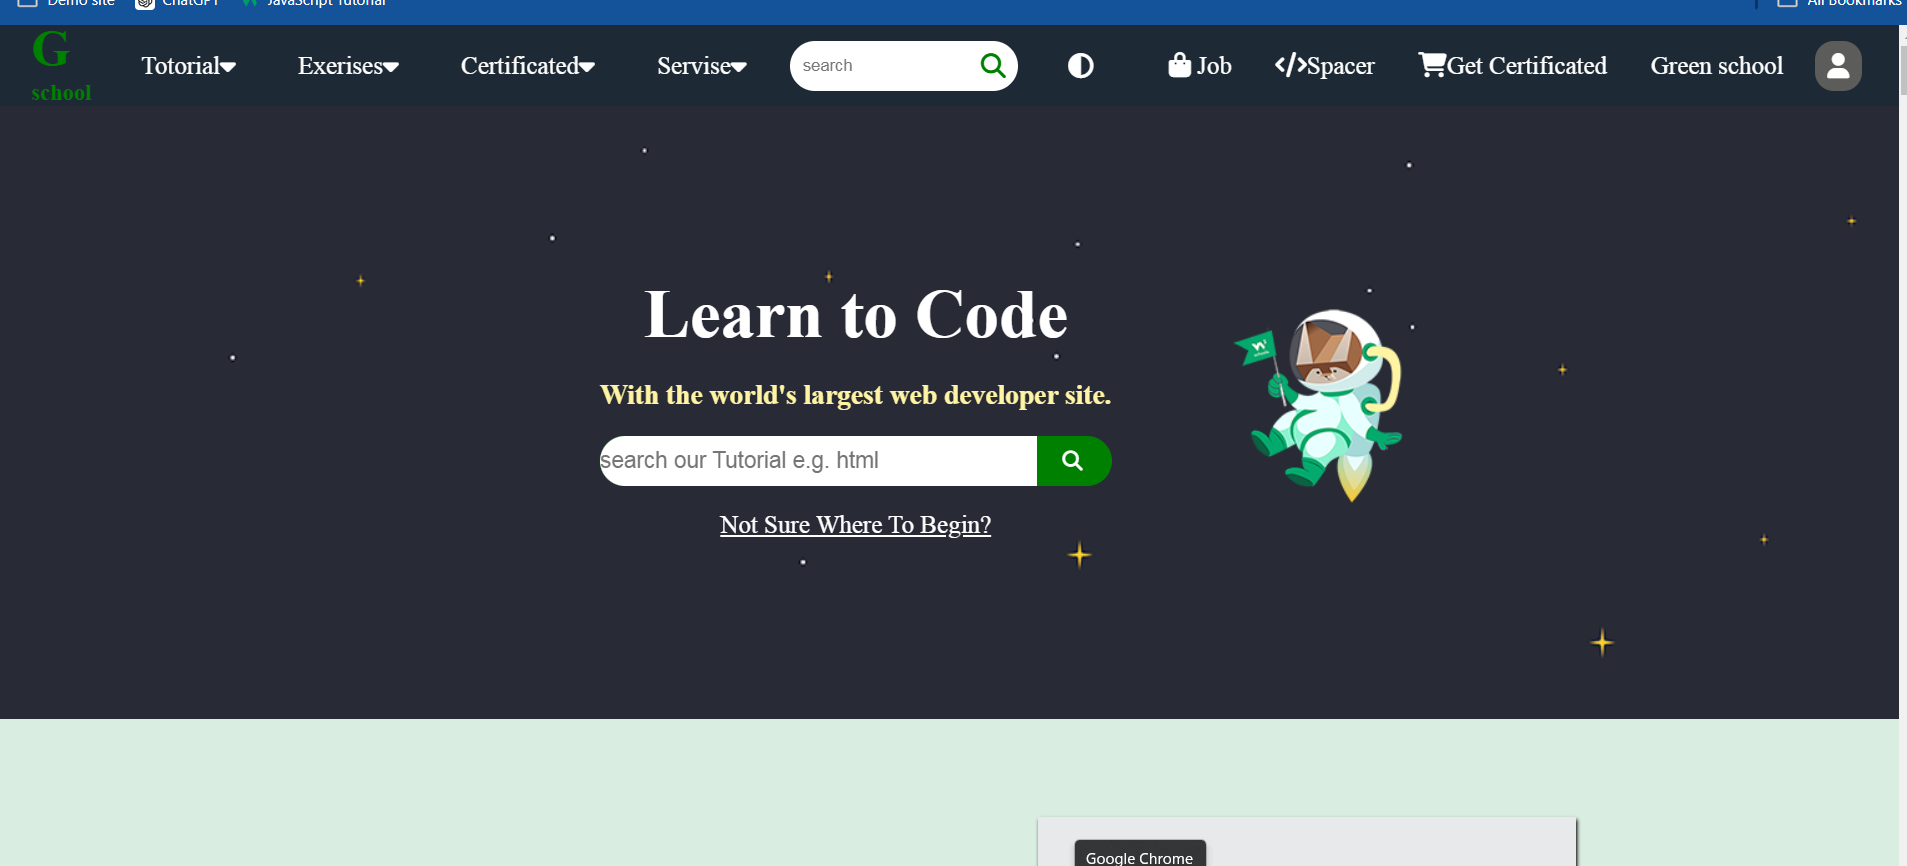 Demo site
ChatGPT
JavaScript Tutorial
All Bookmarks
G
school
Totorial
Exerises
Certificated
Servise
search
Job
</>Spacer
Get Certificated
Green school
Learn to Code
With the world's largest web developer site.
search our Tutorial e.g. html
Not Sure Where To Begin?
Google Chrome